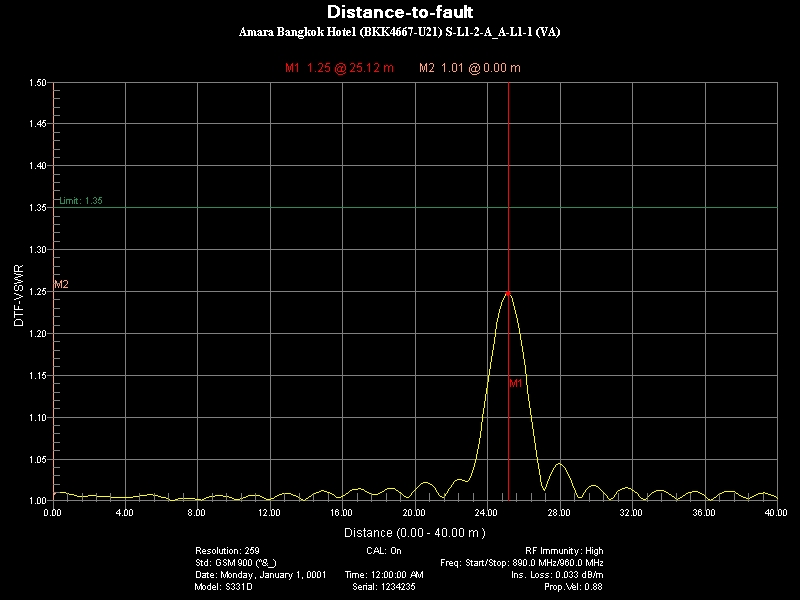 Distance-to-fault
Amara Bangkok Hotel (BKK4667-U21) S-L1-2-A_A-L1-1 (VA)
M1 1.25 @ 25.12 m M2 1.01 @ 0.00 m
1.50
1.45
1.40
Limit: 1.35
1.35
1.30
M2
1.25
DTF-VSWR
1.20
1.15
M1
1.10
1.05
1.00
0.00 4.00 8.00 12.00 16.00 20.00 24.00 28.00 32.00 36.00 40.00
Distance (0.00 - 40.00 m )
Resolution: 259 CAL: On RF Immunity: High
Std: GSM 900 (°&_) Freq: Start/Stop: 890.0 MHz/960.0 MHz
Date: Monday, January 1, 0001 Time: 12:00:00 AM Ins. Loss: 0.033 dB/m
Model: S331D Serial: 1234235 Prop.Vel: 0.88